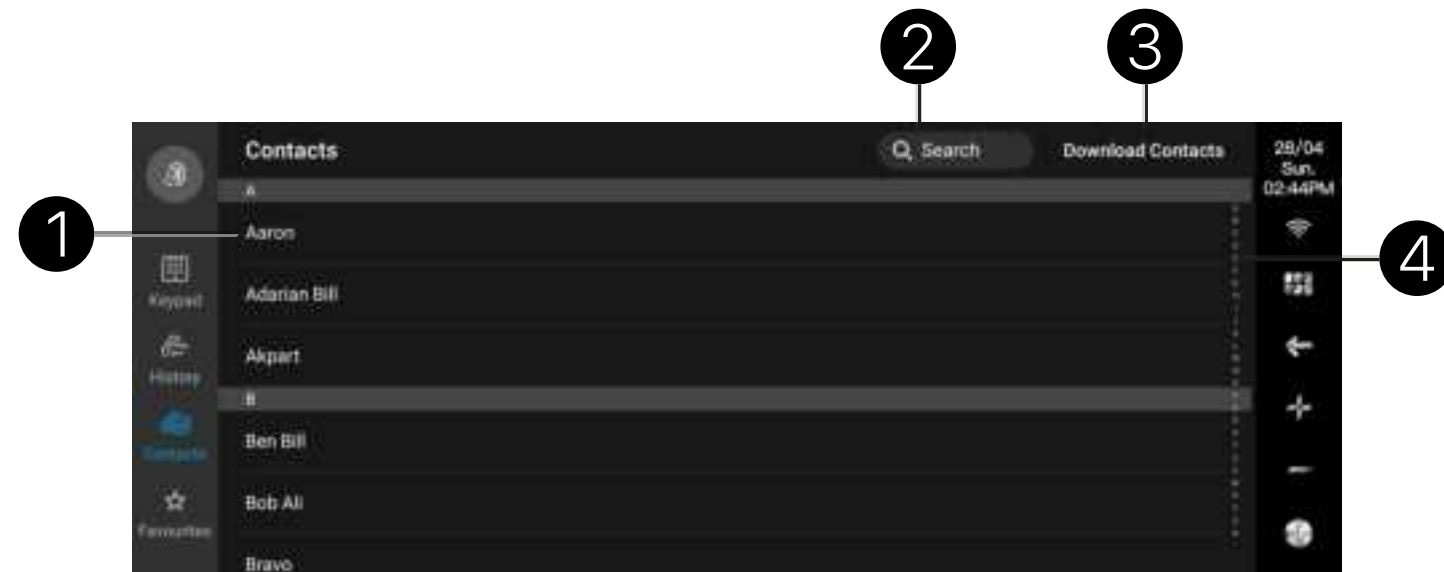 2
3
Contacts
Search
Download Contacts
28/04
Sun.
02:44PM
A
1
Aaron
4
Keypad
Adarian Bill
History
Akpart
B
Contacts
Ben Bill
Favourites
Bob Ali
Bravo